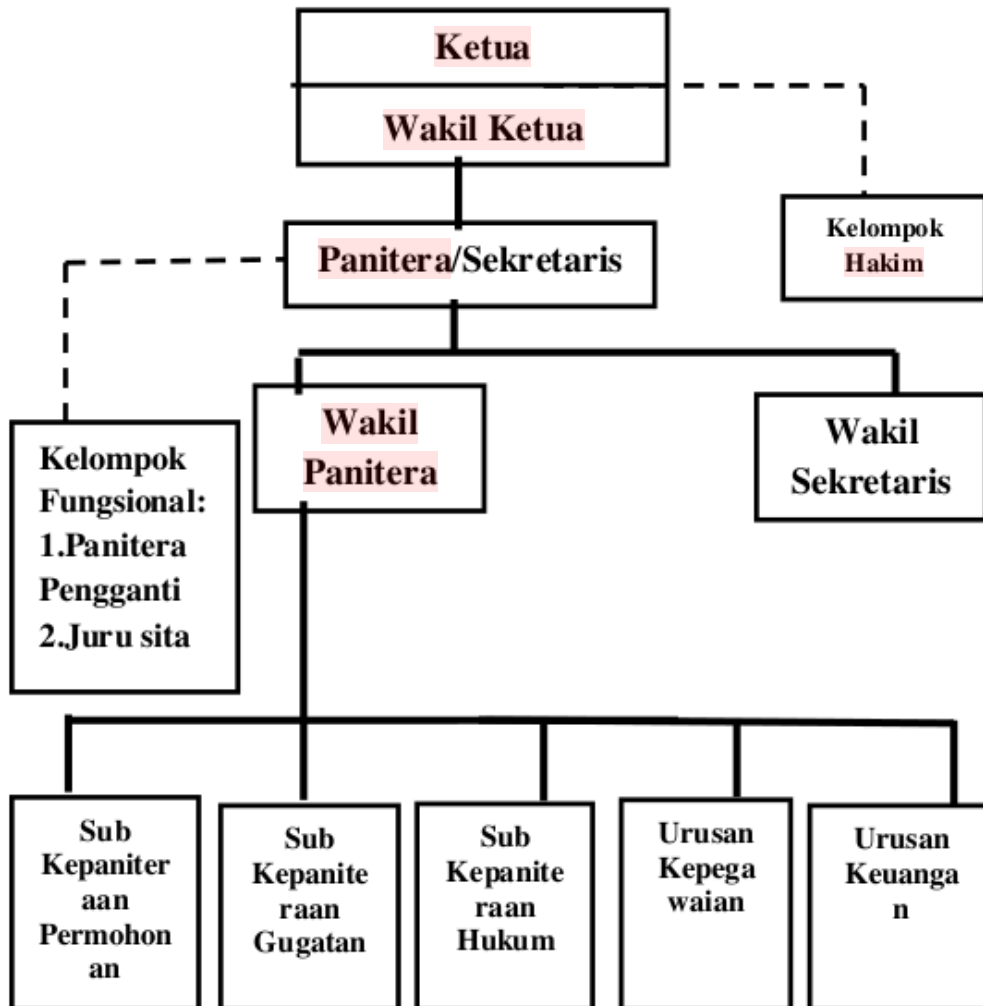 Ketua
Wakil Ketua
Kelompok
Hakim
Panitera/Sekretaris
Wakil
Panitera
Wakil
Sekretaris
Kelompok
Fungsional:
1.Panitera
Pengganti
2.Juru sita
Sub
Kepaniter
aan
Permohon
an
Sub
Kepanite
raan
Gugatan
Sub
Kepanite
raan
Hukum
Urusan
Kepega
waian
Urusan
Keuanga
n